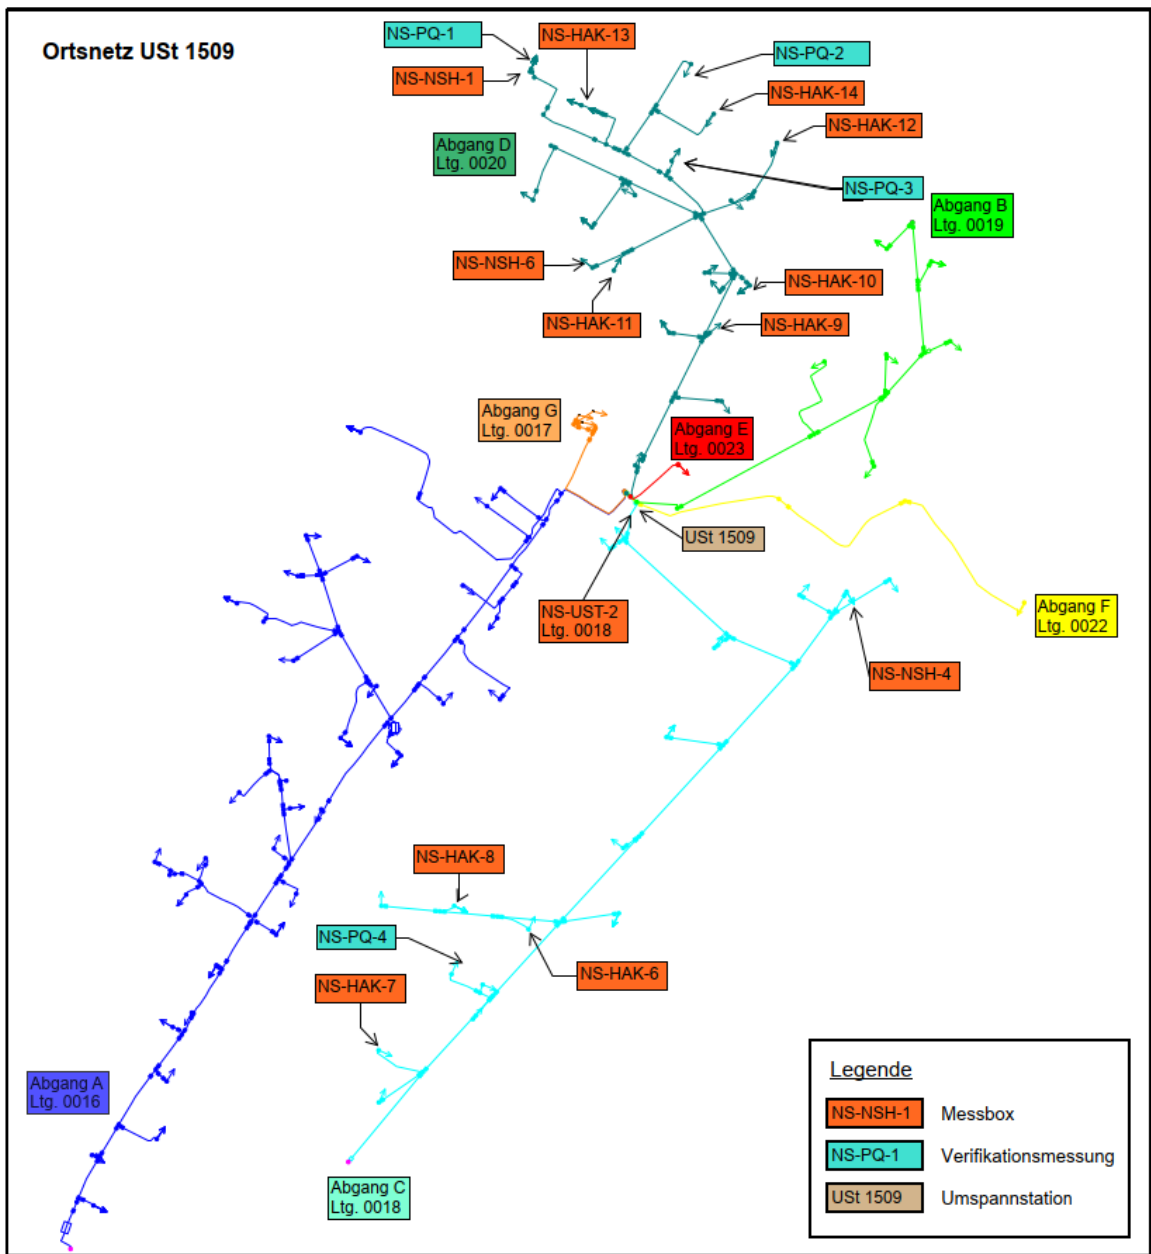 Ortsnetz USt 1509
NS-PQ-1
NS-HAK-13
NS-PQ-2
NS-NSH-1
NS-HAK-14
NS-HAK-12
Abgang D
Ltg. 0020
NS-PQ-3
Abgang B
Ltg. 0019
NS-NSH-6
NS-HAK-10
NS-HAK-11
NS-HAK-9
Abgang G
Ltg. 0017
Abgang E
Ltg. 0023
USt 1509
NS-UST-2
Ltg. 0018
Abgang F
Ltg. 0022
NS-NSH-4
NS-HAK-8
NS-PQ-4
NS-HAK-6
NS-HAK-7
Abgang A
Ltg. 0016
Abgang C
Ltg. 0018
Legende
NS-NSH-1 Messbox
NS-PQ-1 Verifikationsmessung
USt 1509 Umspannstation